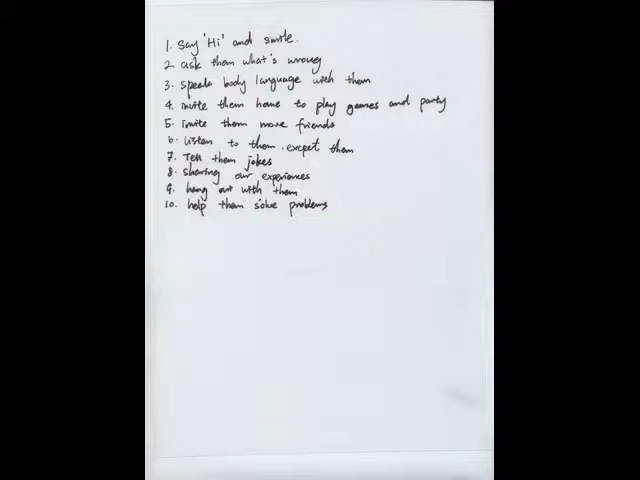 1. Say 'Hi' and smile.
2. ask them what's wrong
3. speak body language with them
4. invite them home to play games and party
5. invite them more friends
6. Listen to them. except them
7. Tell them jokes
8. sharing our experiences
9. hang out with them
10. help them solve problems